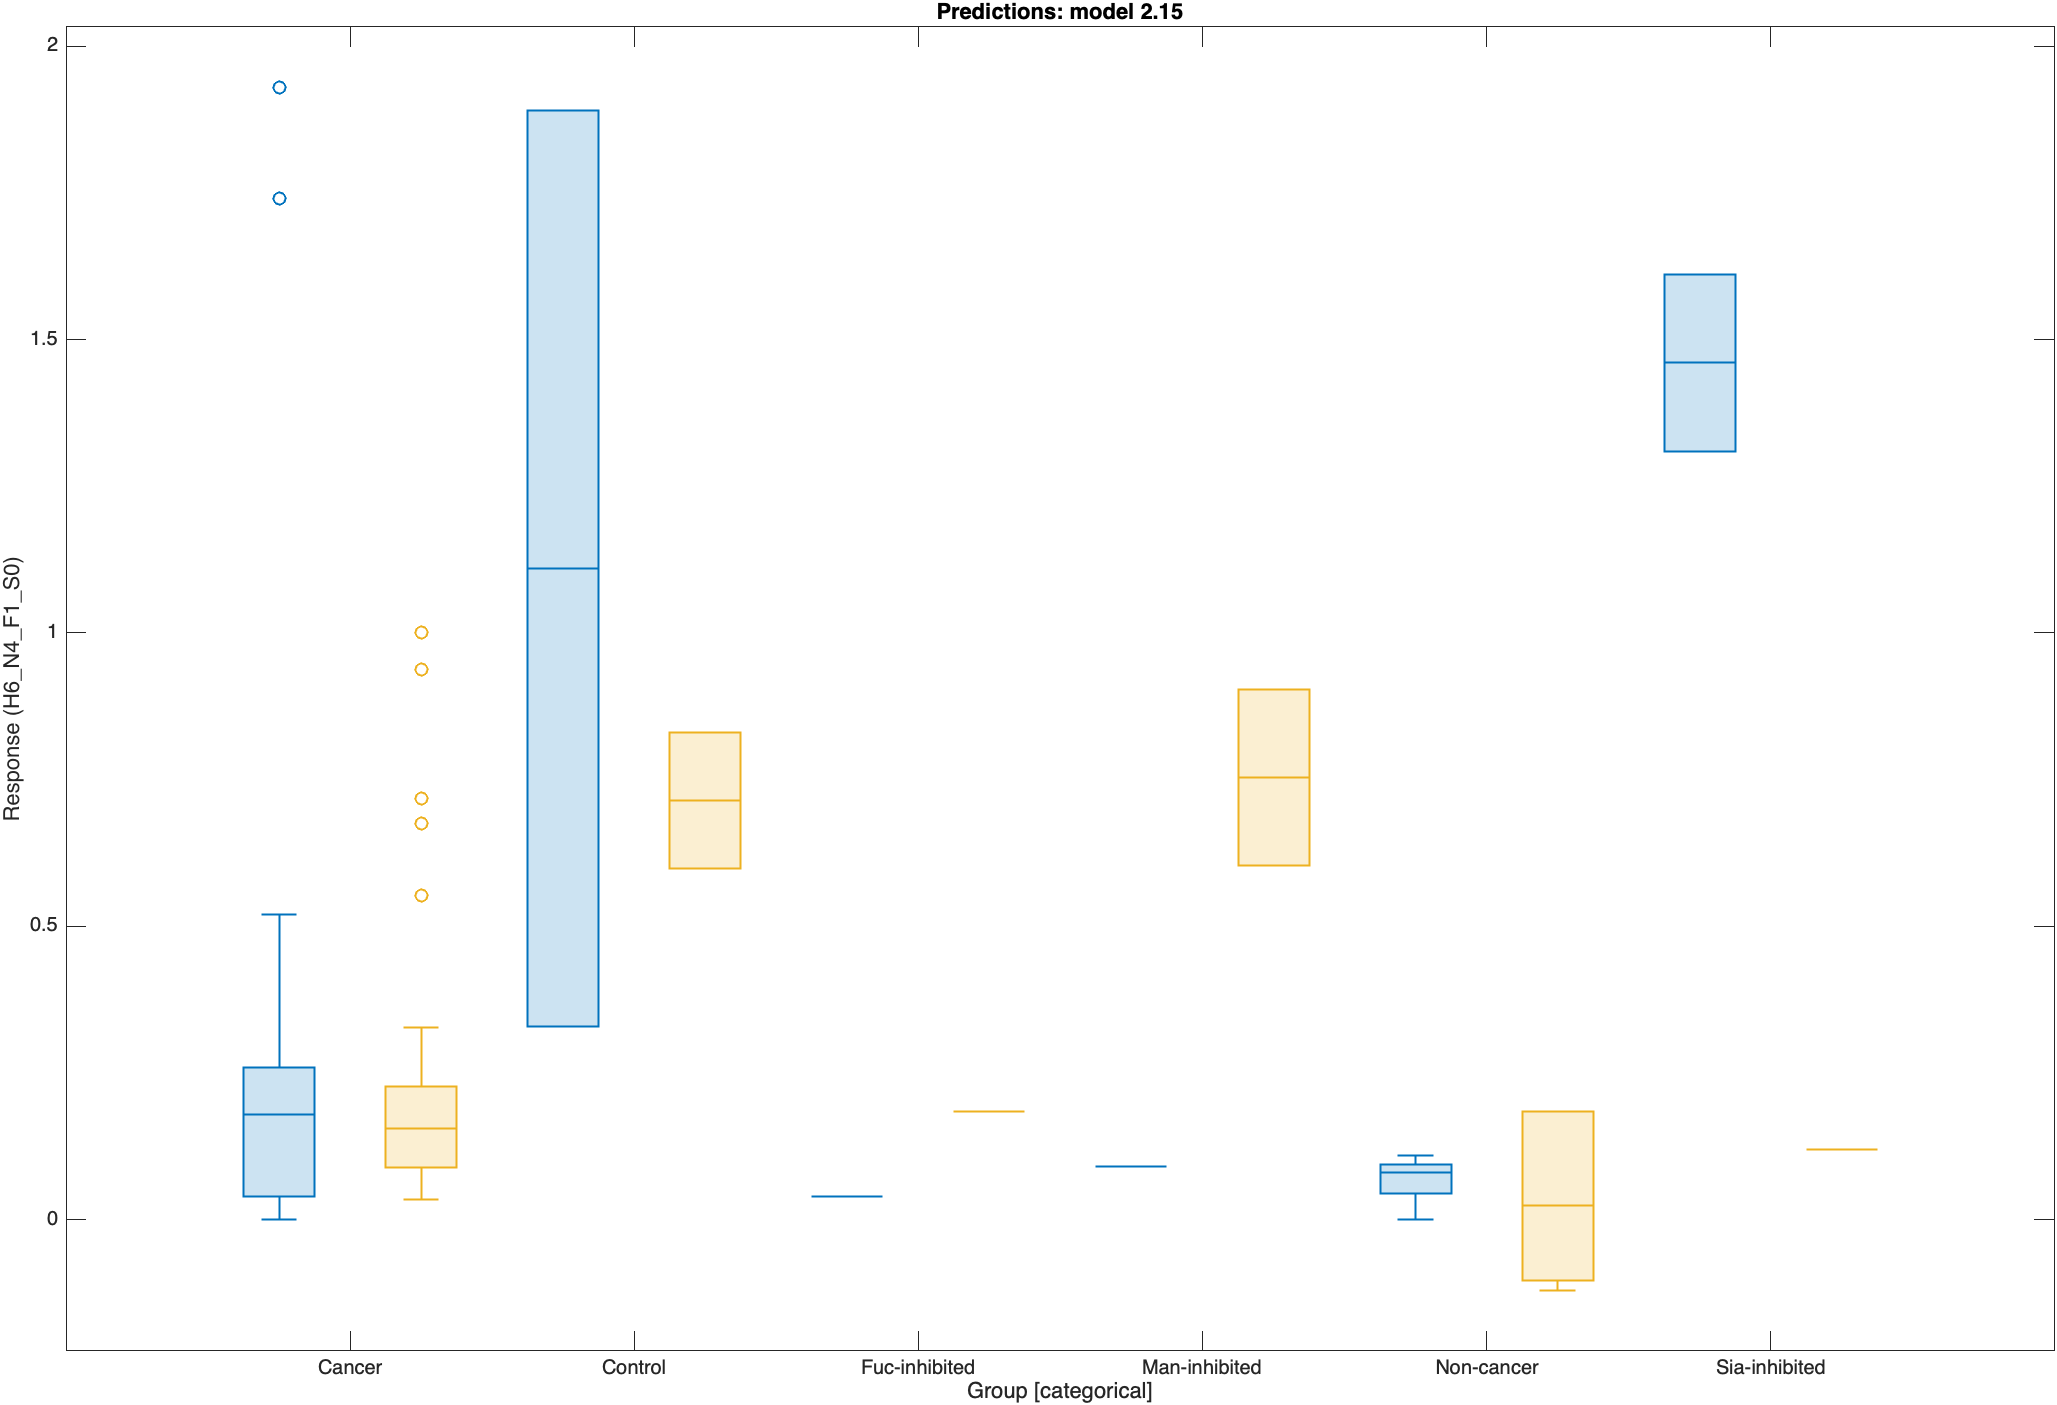 Predictions: model 2.15
2
1.5
1
0.5
0
Response (H6_N4_F1_S0)
Cancer Control Fuc-inhibited Man-inhibited Non-cancer Sia-inhibited
Group [categorical]